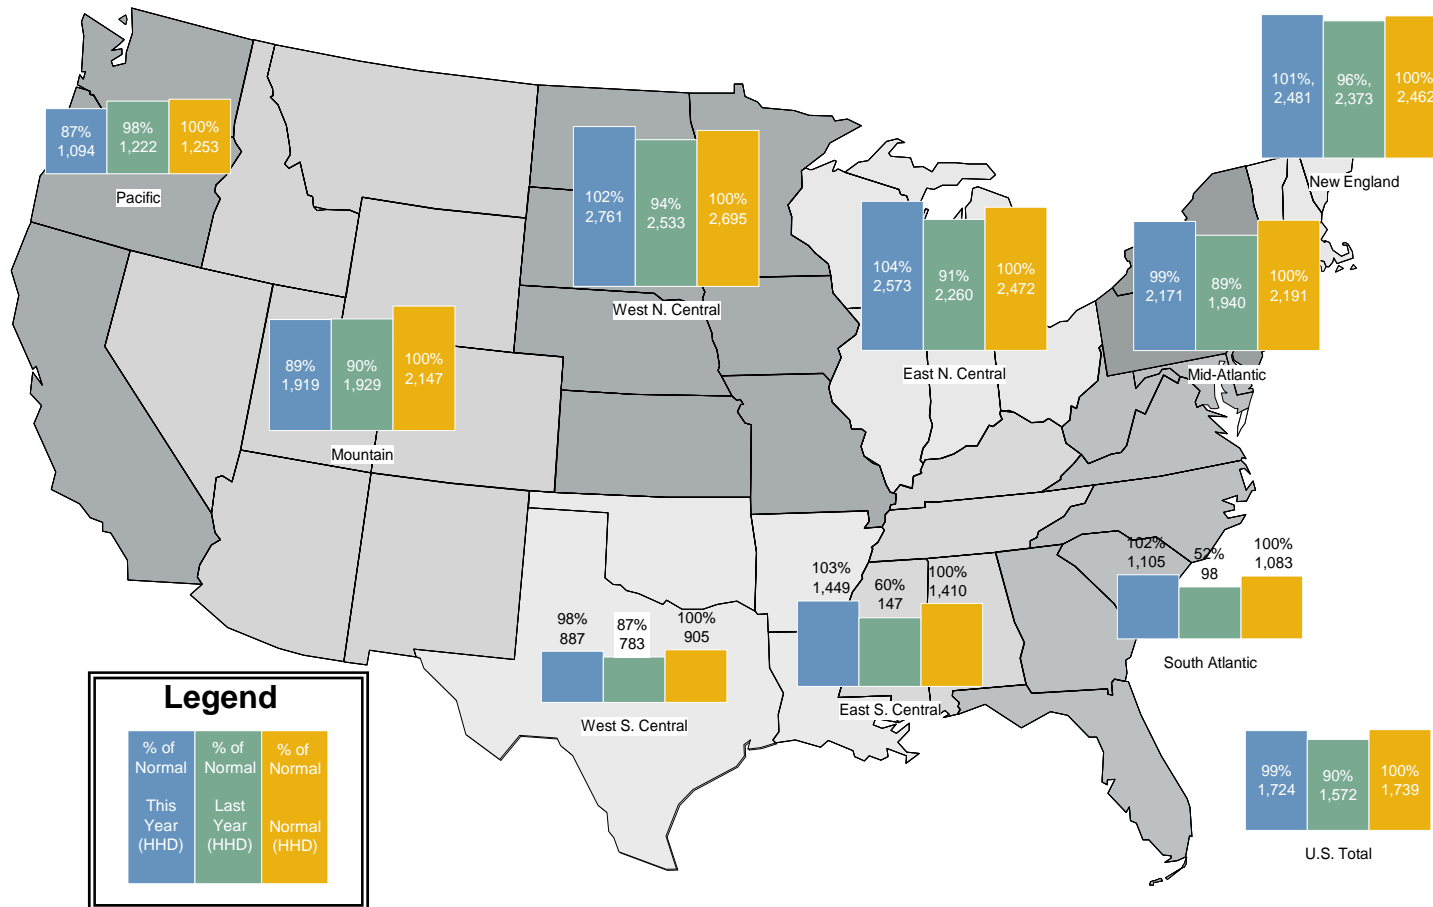 101%,
2,481
96%,
2,373
100%
2,462
New England
87%
1,094
98%
1,222
100%
1,253
Pacific
102%
2,761
94%
2,533
100%
2,695
West N. Central
104%
2,573
91%
2,260
100%
2,472
East N. Central
99%
2,171
89%
1,940
100%
2,191
Mid-Atlantic
89%
1,919
90%
1,929
100%
2,147
Mountain
98%
887
87%
783
100%
905
West S. Central
103%
1,449
60%
147
100%
1,410
East S. Central
102%
1,105
52%
98
100%
1,083
South Atlantic
99%
1,724
90%
1,572
100%
1,739
U.S. Total
Legend
% of
Normal
This
Year
(HHD)
% of
Normal
Last
Year
(HHD)
% of
Normal
Normal
(HHD)